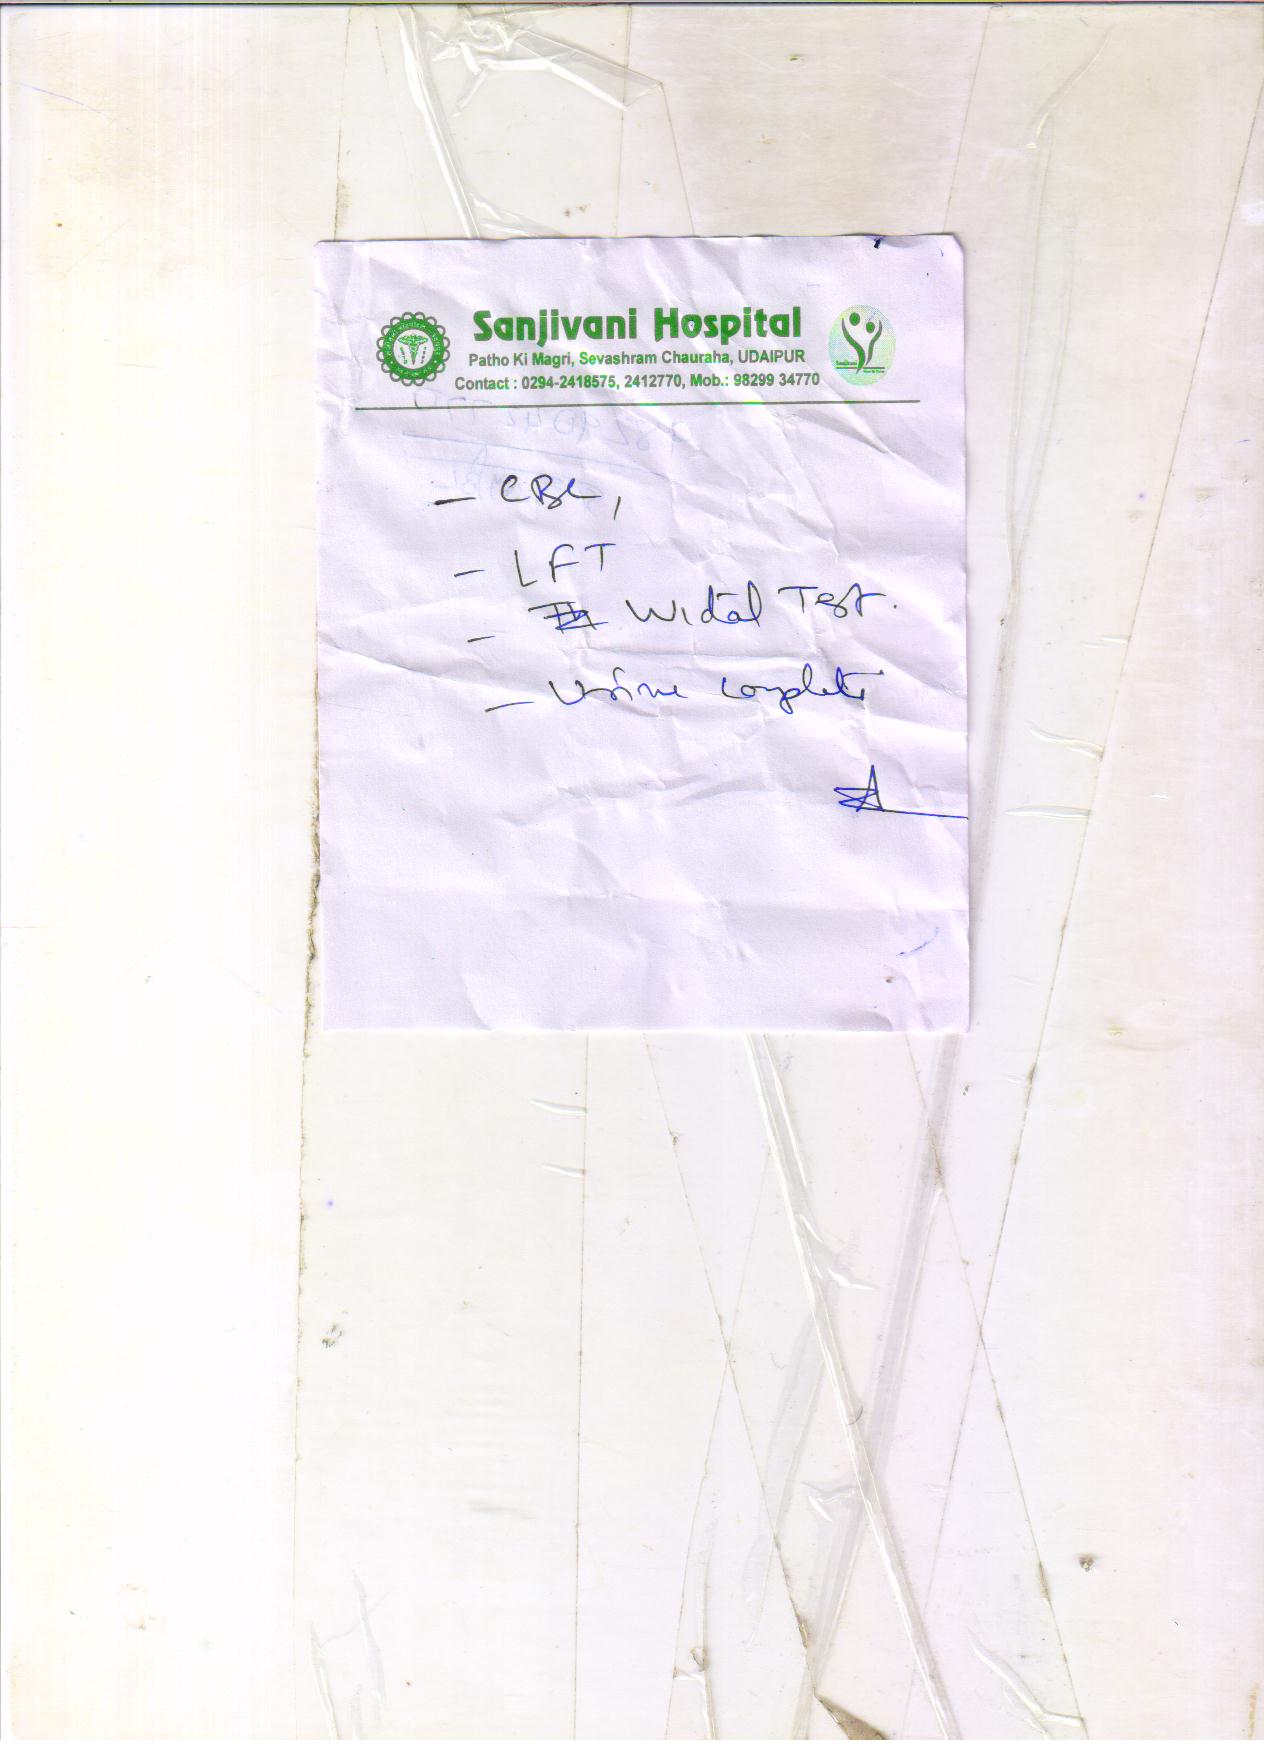 Sanjivani Hospital
Patho Ki Magri, Sevashram Chauraha, UDAIPUR
Contact : 0294-2418575, 2412770, Mob.: 98299 34770
- CBC,
- LFT
- Widal Test.
- Urine complete